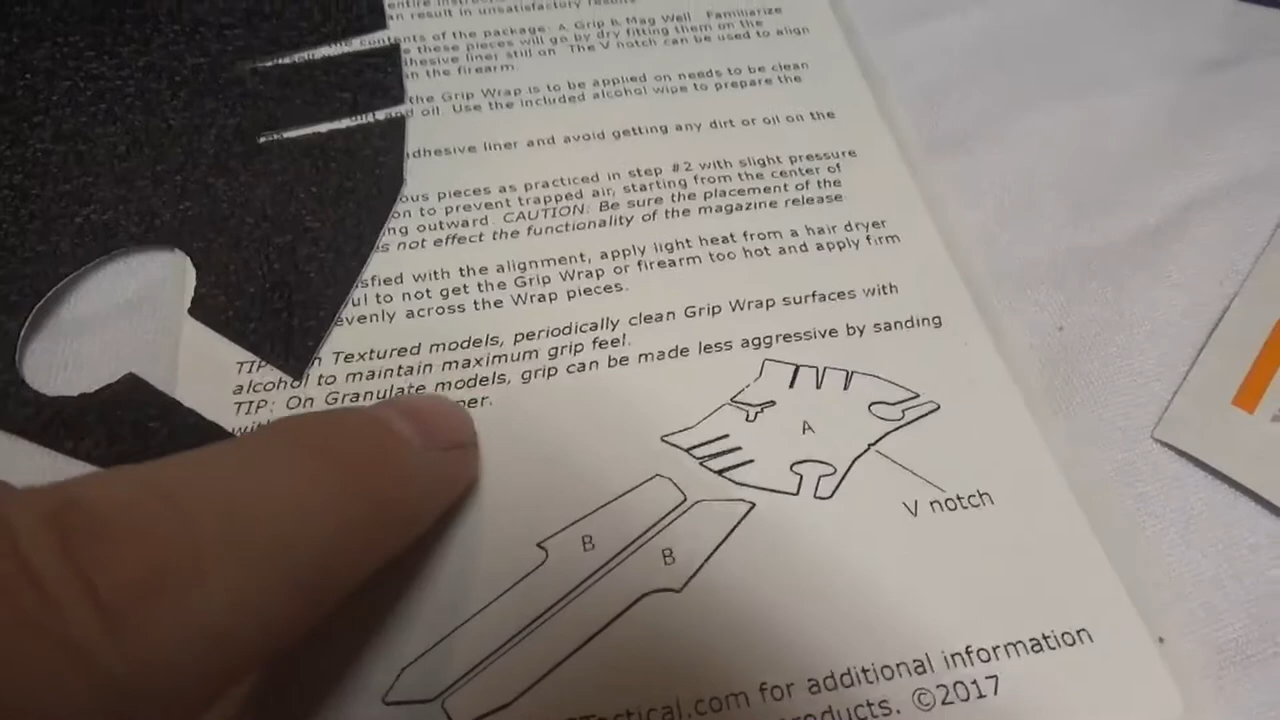 an result in unsatisfactory results
the contents of the package: A. Grip B. Mag Well. Familiarize
these pieces will go by dry fitting them on the
hesive liner still on. The V notch can be used to align
n the firearm.
the Grip Wrap is to be applied on needs to be clean
dirt and oil. Use the included alcohol wipe to prepare the
dhesive liner and avoid getting any dirt or oil on the
ous pieces as practiced in step #2 with slight pressure
on to prevent trapped air, starting from the center of
ng outward. CAUTION: Be sure the placement of the
s not effect the functionality of the magazine release
sfied with the alignment, apply light heat from a hair dryer
ul to not get the Grip Wrap or firearm too hot and apply firm
evenly across the Wrap pieces.
TIP: n Textured models, periodically clean Grip Wrap surfaces with
alcohol to maintain maximum grip feel.
TIP: On Granulate models, grip can be made less aggressive by sanding
with per.
A
V notch
B
B
Tactical.com for additional information
roducts. ©2017